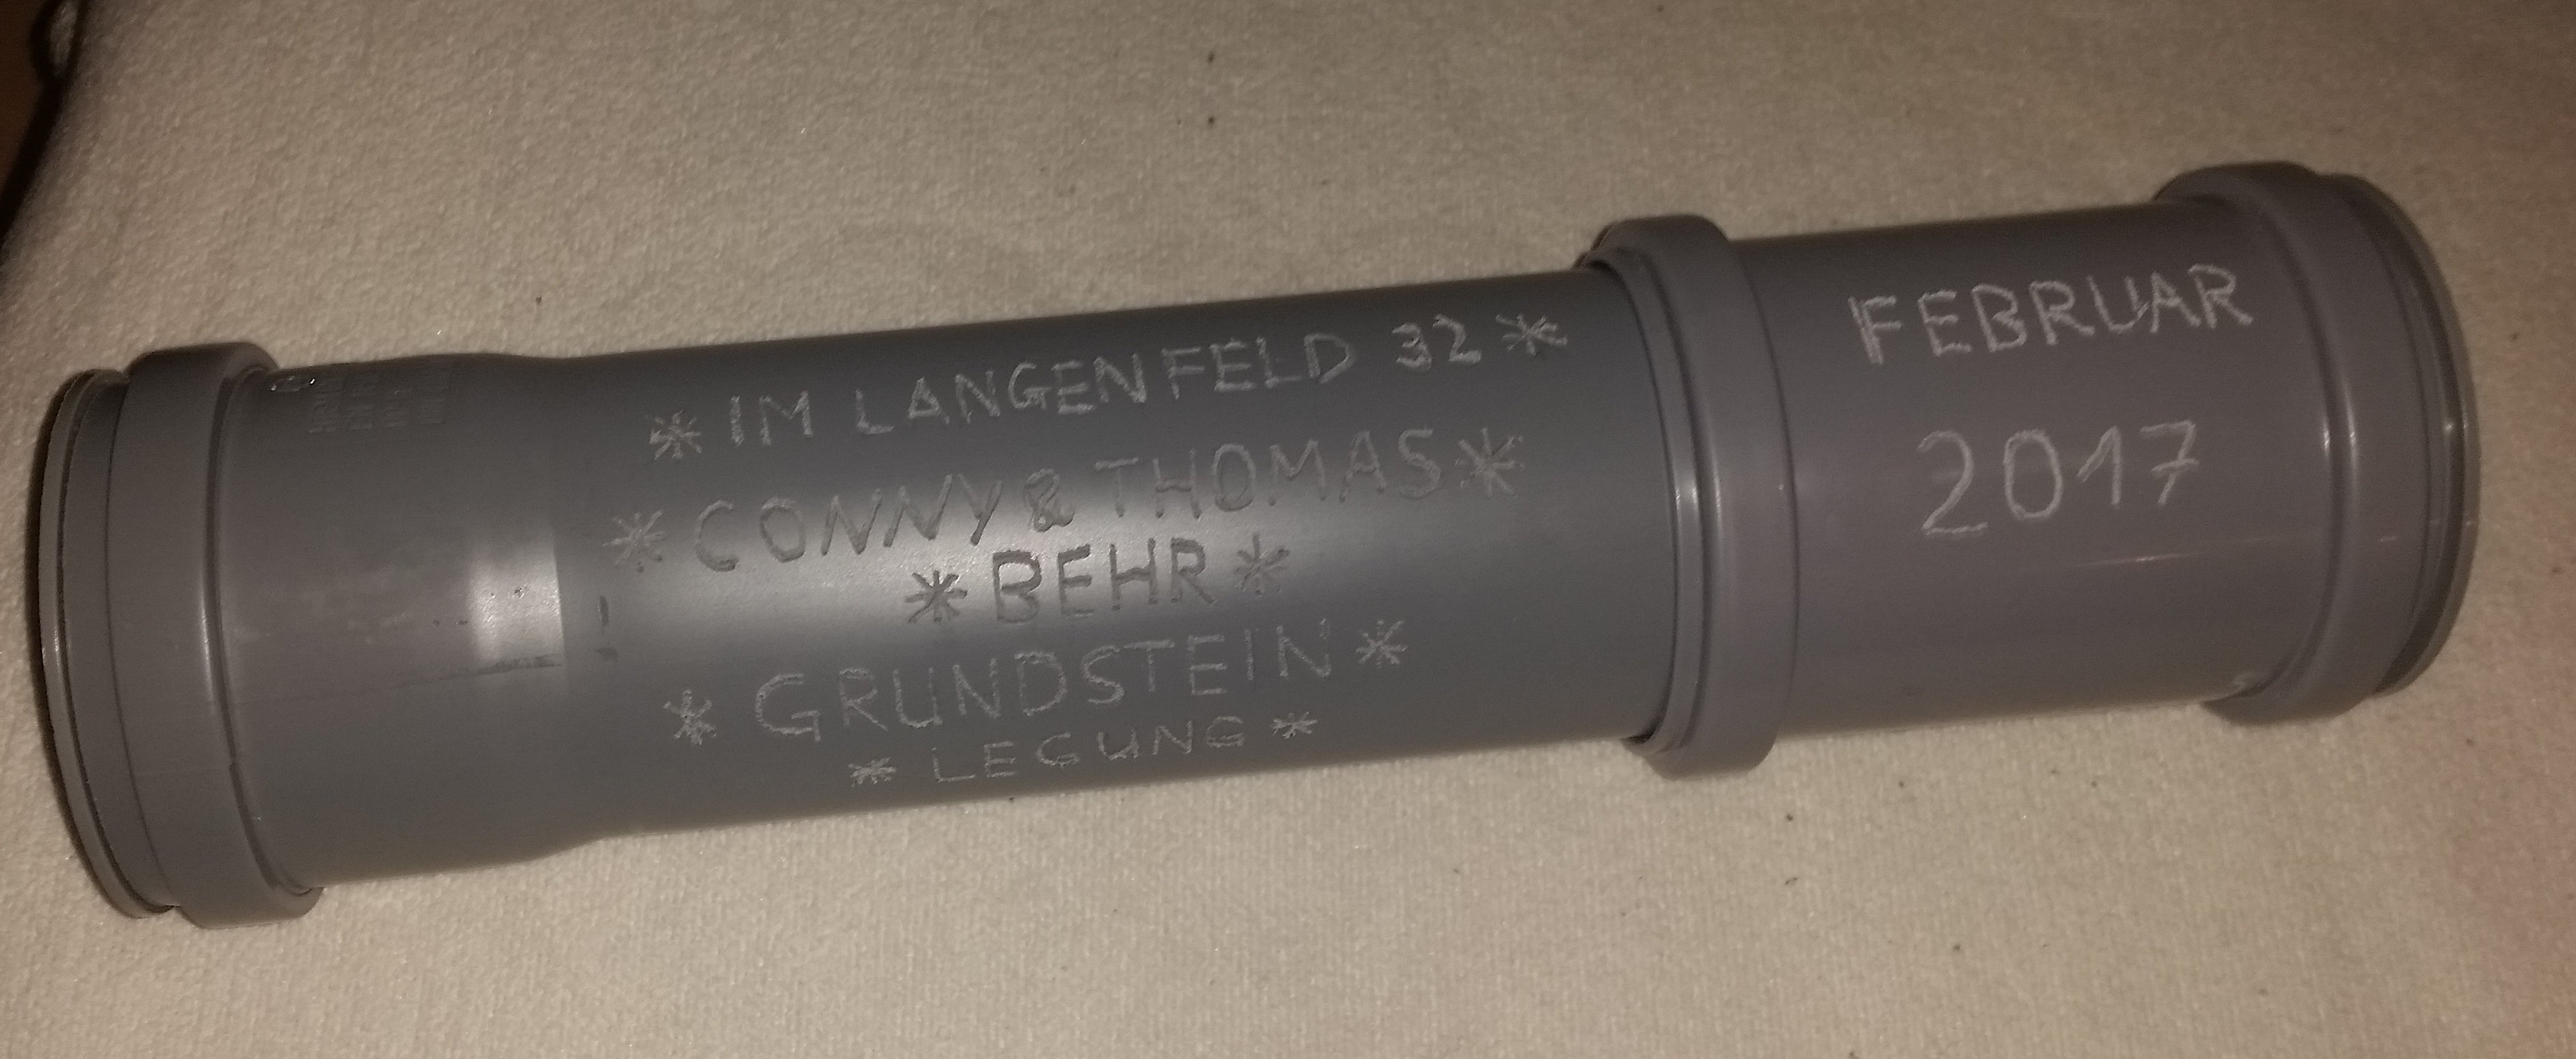 * IM LANGENFELD 32 *
* CONNY & THOMAS *
* BEHR *
* GRUNDSTEIN *
* LEGUNG *
FEBRUAR
2017